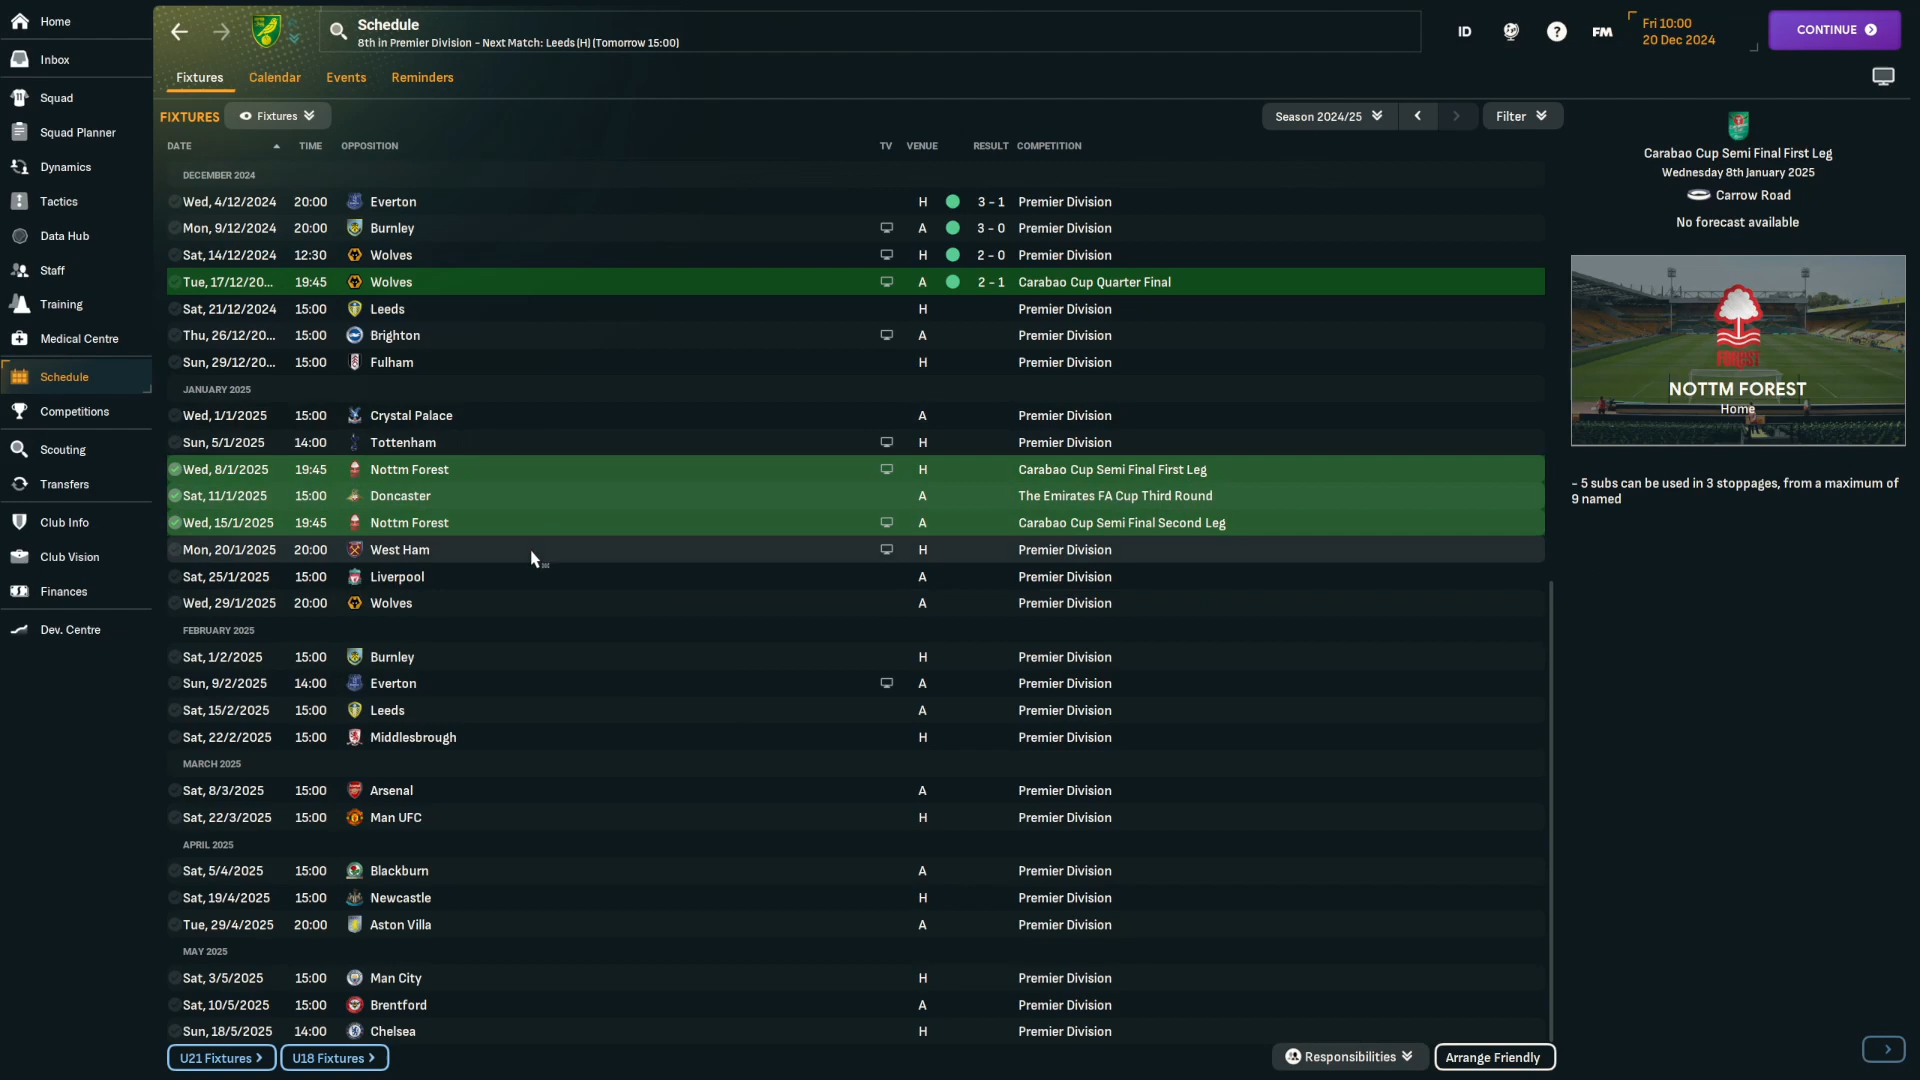 Home
Inbox
Squad
Squad Planner
Dynamics
Tactics
Data Hub
Staff
Training
Medical Centre
Schedule
Competitions
Scouting
Transfers
Club Info
Club Vision
Finances
Dev. Centre
Schedule
8th in Premier Division - Next Match: Leeds (H) (Tomorrow 15:00)
ID
FM
Fri 10:00
20 Dec 2024
CONTINUE
Fixtures Calendar Events Reminders
FIXTURES Fixtures Season 2024/25 Filter
DATE TIME OPPOSITION TV VENUE RESULT COMPETITION
DECEMBER 2024
Wed, 4/12/2024 20:00 Everton H 3 - 1 Premier Division
Mon, 9/12/2024 20:00 Burnley A 3 - 0 Premier Division
Sat, 14/12/2024 12:30 Wolves H 2 - 0 Premier Division
Tue, 17/12/20... 19:45 Wolves A 2 - 1 Carabao Cup Quarter Final
Sat, 21/12/2024 15:00 Leeds H Premier Division
Thu, 26/12/20... 15:00 Brighton A Premier Division
Sun, 29/12/20... 15:00 Fulham H Premier Division
JANUARY 2025
Wed, 1/1/2025 15:00 Crystal Palace A Premier Division
Sun, 5/1/2025 14:00 Tottenham H Premier Division
Wed, 8/1/2025 19:45 Nottm Forest H Carabao Cup Semi Final First Leg
Sat, 11/1/2025 15:00 Doncaster A The Emirates FA Cup Third Round
Wed, 15/1/2025 19:45 Nottm Forest A Carabao Cup Semi Final Second Leg
Mon, 20/1/2025 20:00 West Ham H Premier Division
Sat, 25/1/2025 15:00 Liverpool A Premier Division
Wed, 29/1/2025 20:00 Wolves A Premier Division
FEBRUARY 2025
Sat, 1/2/2025 15:00 Burnley H Premier Division
Sun, 9/2/2025 14:00 Everton A Premier Division
Sat, 15/2/2025 15:00 Leeds A Premier Division
Sat, 22/2/2025 15:00 Middlesbrough H Premier Division
MARCH 2025
Sat, 8/3/2025 15:00 Arsenal A Premier Division
Sat, 22/3/2025 15:00 Man UFC H Premier Division
APRIL 2025
Sat, 5/4/2025 15:00 Blackburn A Premier Division
Sat, 19/4/2025 15:00 Newcastle H Premier Division
Tue, 29/4/2025 20:00 Aston Villa A Premier Division
MAY 2025
Sat, 3/5/2025 15:00 Man City H Premier Division
Sat, 10/5/2025 15:00 Brentford A Premier Division
Sun, 18/5/2025 14:00 Chelsea H Premier Division
U21 Fixtures > U18 Fixtures > Responsibilities Arrange Friendly
Carabao Cup Semi Final First Leg
Wednesday 8th January 2025
Carrow Road
No forecast available
FOREST
NOTTM FOREST
Home
- 5 subs can be used in 3 stoppages, from a maximum of
9 named